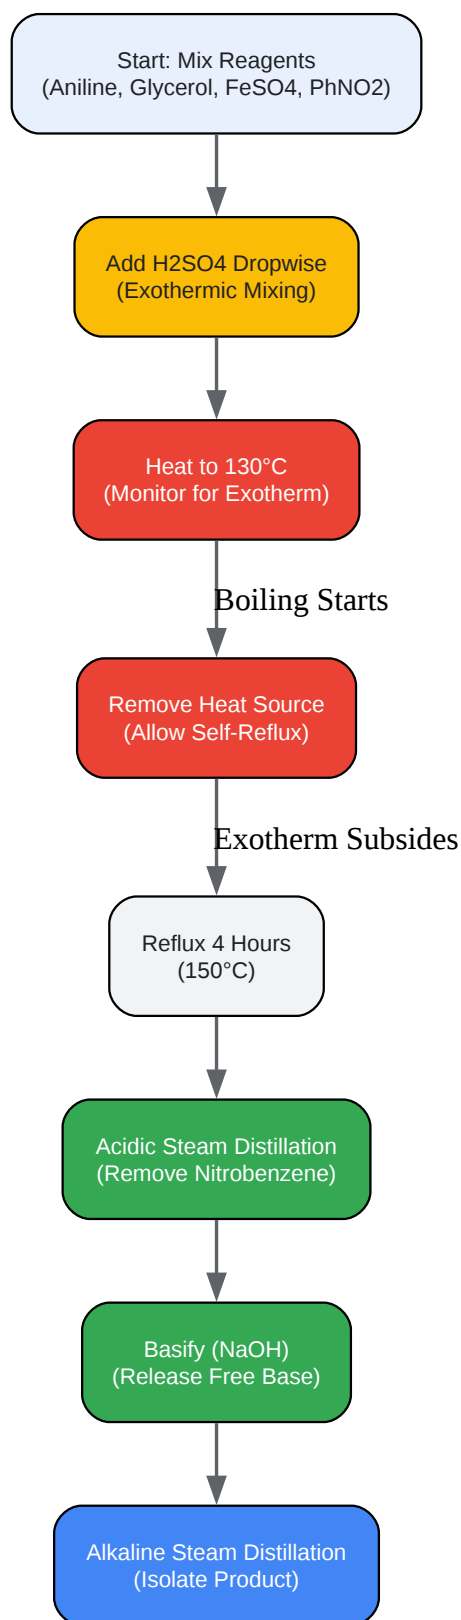 Start: Mix Reagents
(Aniline, Glycerol, FeSO4, PhNO2)
Add H2SO4 Dropwise
(Exothermic Mixing)
Heat to 130°C
(Monitor for Exotherm)
Boiling Starts
Remove Heat Source
(Allow Self-Reflux)
Exotherm Subsides
Reflux 4 Hours
(150°C)
Acidic Steam Distillation
(Remove Nitrobenzene)
Basify (NaOH)
(Release Free Base)
Alkaline Steam Distillation
(Isolate Product)